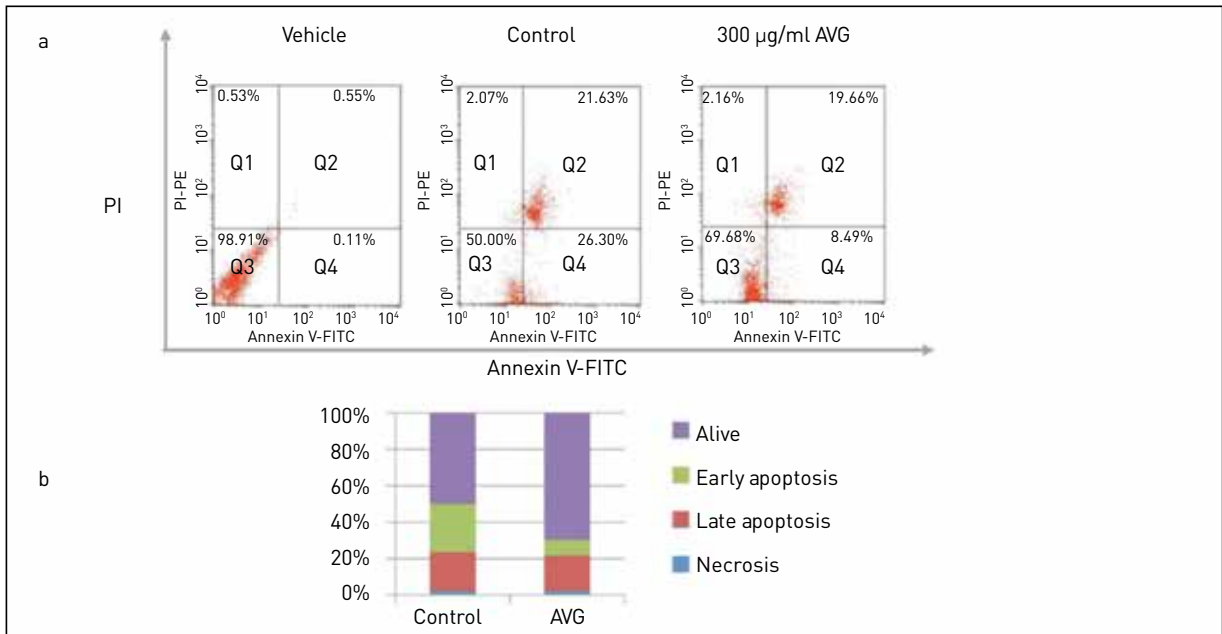 a
Vehicle Control 300 µg/ml AVG
0.53% 0.55%
Q1 Q2
98.91% 0.11%
Q3 Q4
10⁴
10³
10²
10¹
10⁰
PI-PE
10⁰ 10¹ 10² 10³ 10⁴
Annexin V-FITC
2.07% 21.63%
Q1 Q2
50.00% 26.30%
Q3 Q4
10⁴
10³
10²
10¹
10⁰
PI-PE
10⁰ 10¹ 10² 10³ 10⁴
Annexin V-FITC
2.16% 19.66%
Q1 Q2
69.68% 8.49%
Q3 Q4
10⁴
10³
10²
10¹
10⁰
PI-PE
10⁰ 10¹ 10² 10³ 10⁴
Annexin V-FITC
PI
Annexin V-FITC
b
100%
80%
60%
40%
20%
0%
Control AVG
Alive
Early apoptosis
Late apoptosis
Necrosis